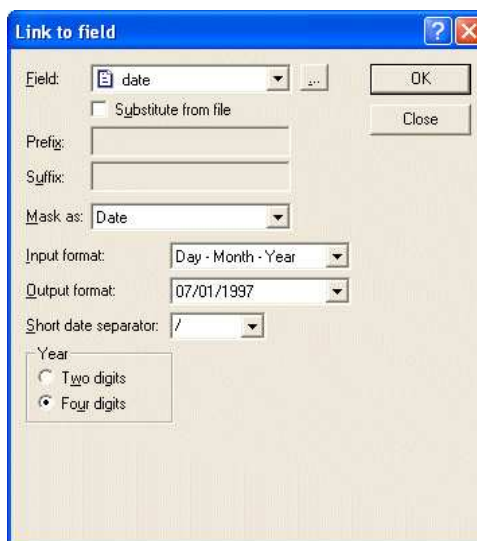 Link to field
Field: date ... OK
Substitute from file
Close
Prefix:
Suffix:
Mask as: Date
Input format: Day - Month - Year
Output format: 07/01/1997
Short date separator: /
Year
Two digits
Four digits